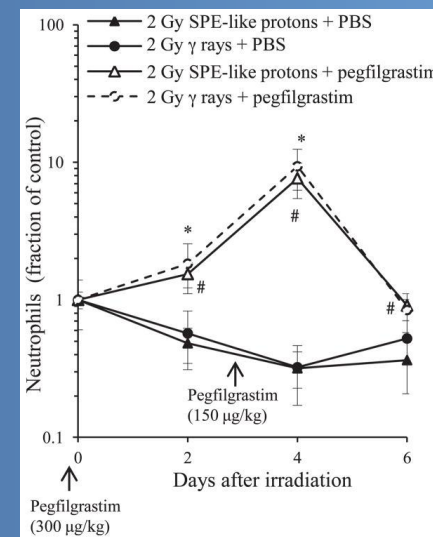 100
2 Gy SPE-like protons + PBS
2 Gy γ rays + PBS
2 Gy SPE-like protons + pegfilgrastim
2 Gy γ rays + pegfilgrastim
Neutrophils (fraction of control)
10
1
0.1
*
*
#
#
#
Pegfilgrastim
(150 µg/kg)
0 2 4 6
Days after irradiation
Pegfilgrastim
(300 µg/kg)